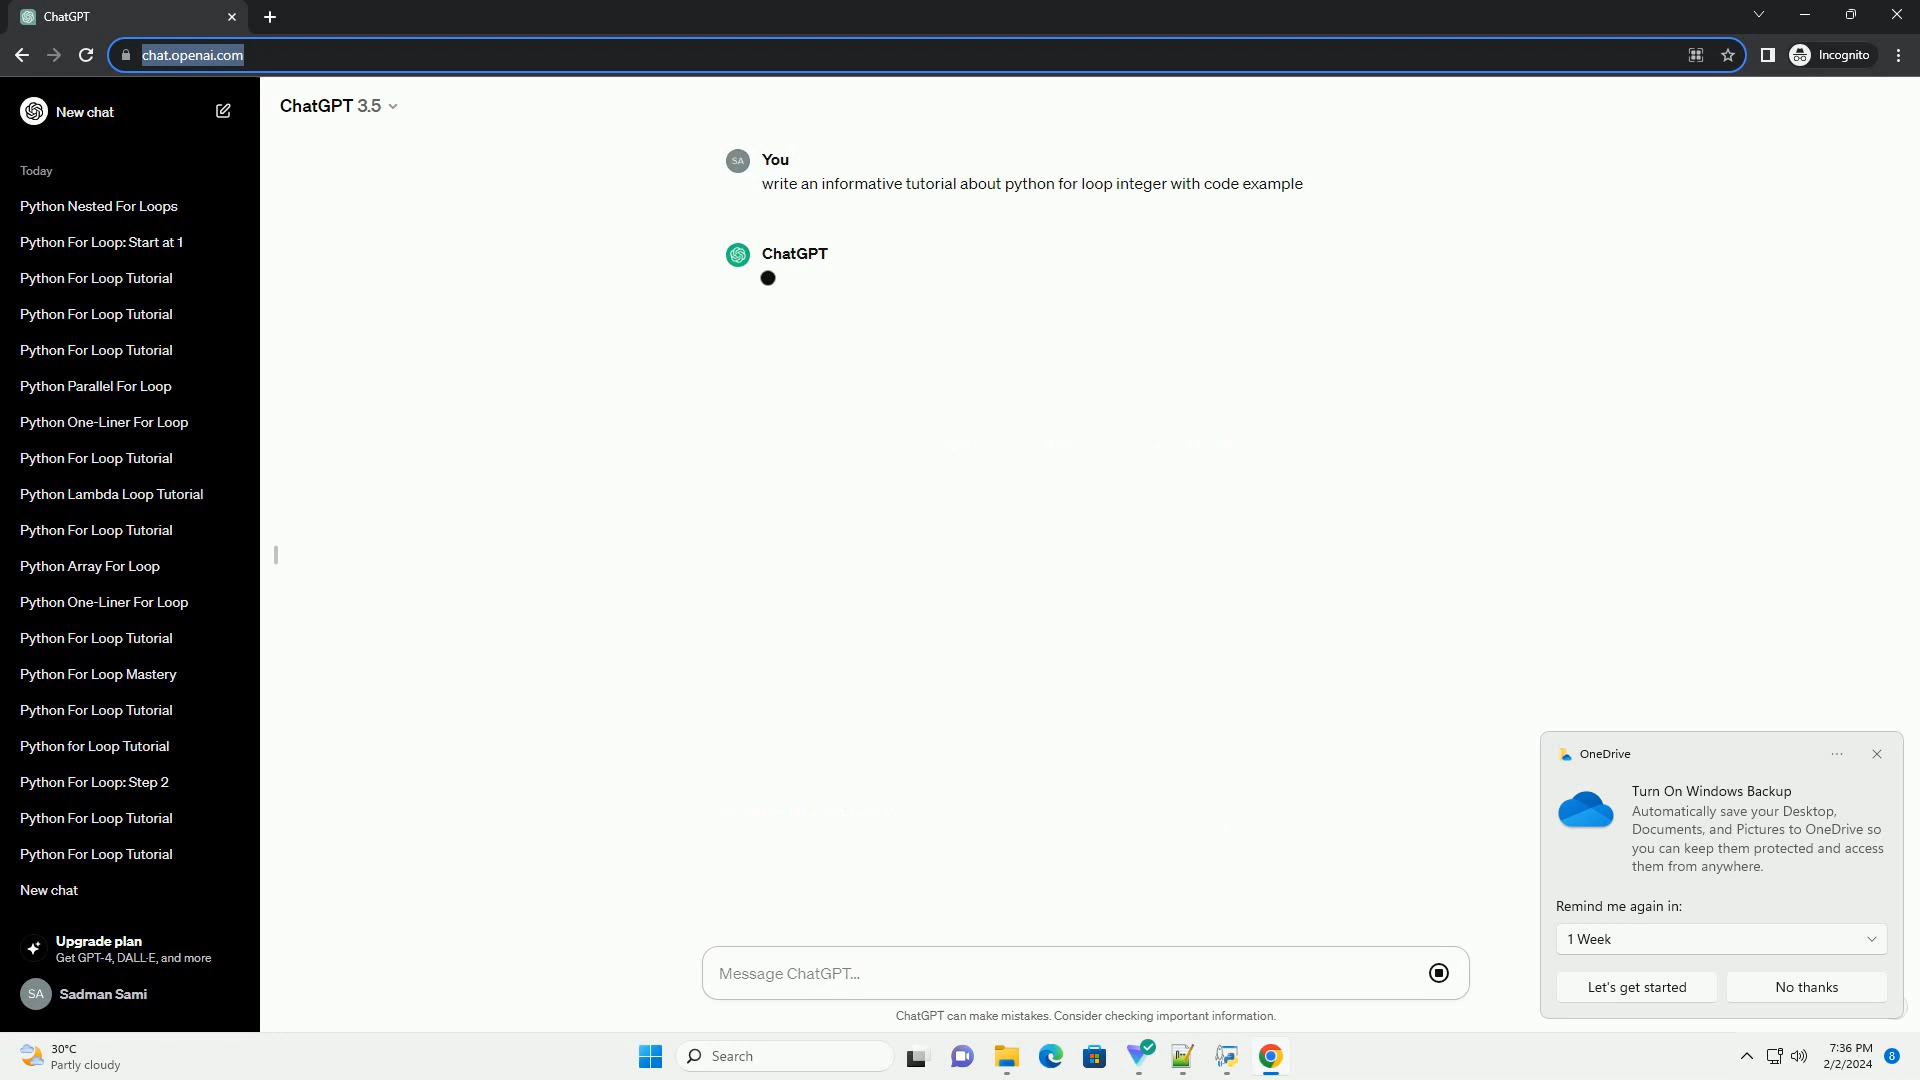 ChatGPT
chat.openai.com
Incognito
New chat
Today
Python Nested For Loops
Python For Loop: Start at 1
Python For Loop Tutorial
Python For Loop Tutorial
Python For Loop Tutorial
Python Parallel For Loop
Python One-Liner For Loop
Python For Loop Tutorial
Python Lambda Loop Tutorial
Python For Loop Tutorial
Python Array For Loop
Python One-Liner For Loop
Python For Loop Tutorial
Python For Loop Mastery
Python For Loop Tutorial
Python for Loop Tutorial
Python For Loop: Step 2
Python For Loop Tutorial
Python For Loop Tutorial
New chat
Upgrade plan
Get GPT-4, DALL·E, and more
SA Sadman Sami
ChatGPT 3.5
SA You
write an informative tutorial about python for loop integer with code example
ChatGPT
Message ChatGPT...
ChatGPT can make mistakes. Consider checking important information.
OneDrive
Turn On Windows Backup
Automatically save your Desktop,
Documents, and Pictures to OneDrive so
you can keep them protected and access
them from anywhere.
Remind me again in:
1 Week
Let's get started
No thanks
30°C
Partly cloudy
Search
7:36 PM
2/2/2024
8